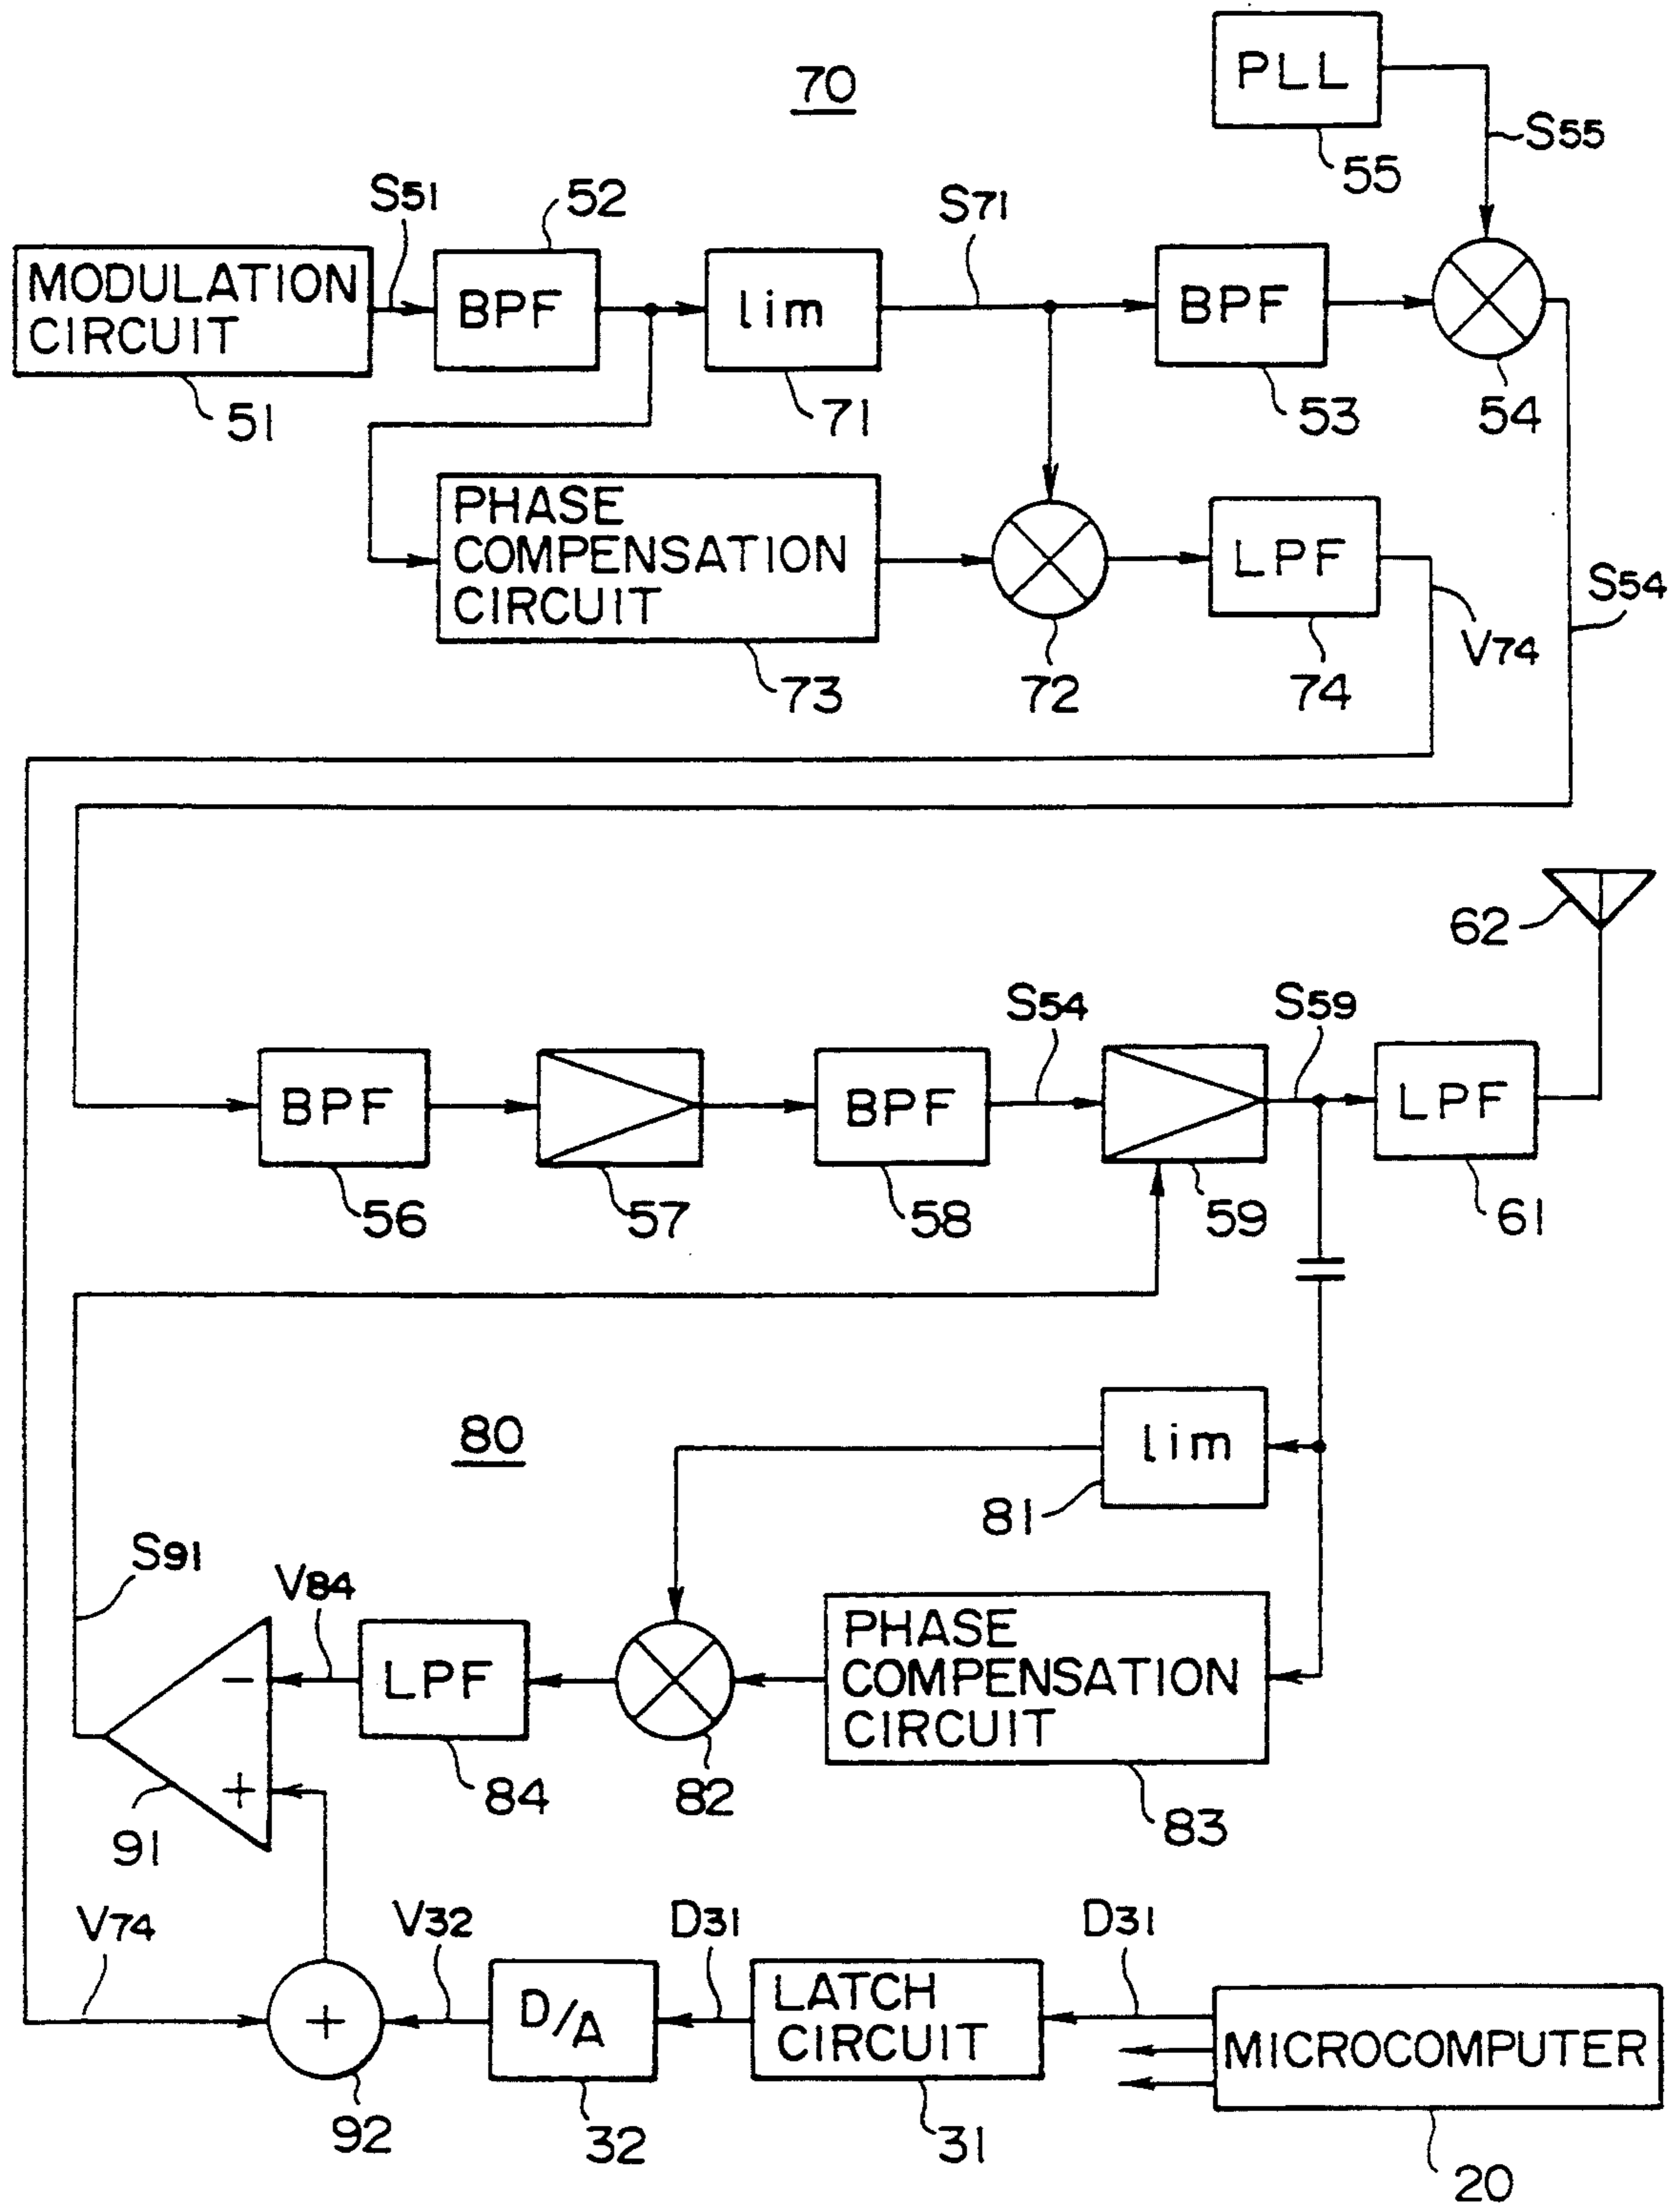 70
PLL
S55
55
S51
52
S71
MODULATION
CIRCUIT
BPF
lim
BPF
51
71
53
54
PHASE
COMPENSATION
CIRCUIT
LPF
S54
V74
73
72
74
62
S54
S59
BPF
BPF
LPF
56
57
58
59
61
80
lim
81
S91
V84
PHASE
COMPENSATION
CIRCUIT
LPF
−
+
84
82
83
91
V74
V32
D31
D31
+
D/A
LATCH
CIRCUIT
MICROCOMPUTER
92
32
31
20